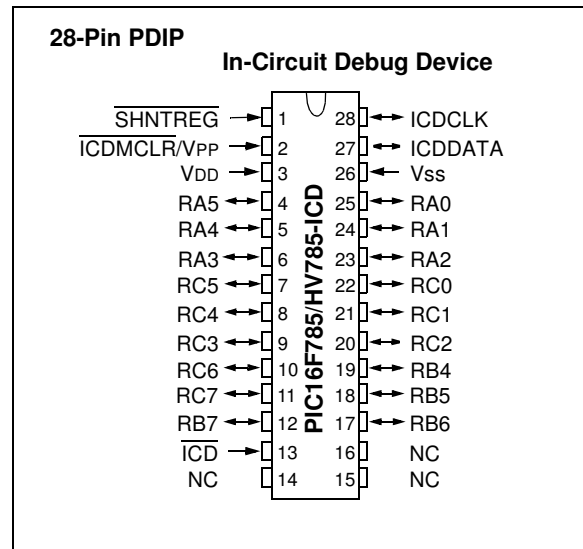 28-Pin PDIP
In-Circuit Debug Device
SHNTREG 1 28 ICDCLK
ICDMCLR/VPP 2 27 ICDDATA
VDD 3 26 Vss
RA5 4 25 RA0
RA4 5 24 RA1
RA3 6 23 RA2
RC5 7 22 RC0
RC4 8 21 RC1
RC3 9 20 RC2
RC6 10 19 RB4
RC7 11 18 RB5
RB7 12 17 RB6
ICD 13 16 NC
NC 14 15 NC
PIC16F785/HV785-ICD